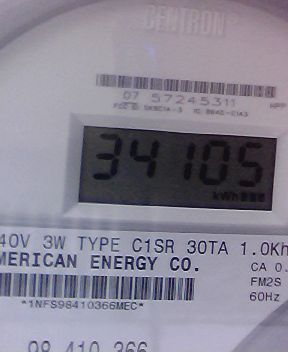 CENTRON®
07 57245311
34105
kWh
40V 3W TYPE C1SR 30TA 1.0Kh
MERICAN ENERGY CO.
CA 0.
FM2S
60Hz
*1NFS98410366MEC*
98 410 366